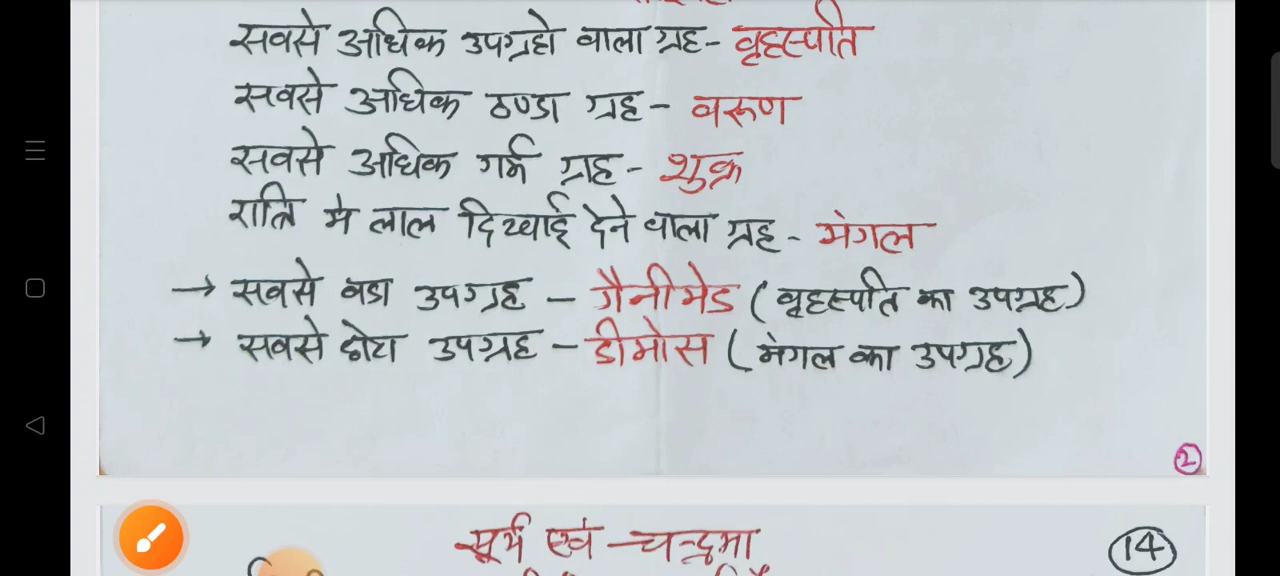 सबसे अधिक उपग्रहो वाला ग्रह - वृहस्पति
सबसे अधिक ठण्डा ग्रह - वरूण
सबसे अधिक गर्म ग्रह - शुक्र
रात्रि मे लाल दिखाई देने वाला ग्रह - मंगल
→ सबसे बडा उपग्रह - गैनीमेड (वृहस्पति का उपग्रह)
→ सबसे छोटा उपग्रह - डीमोस (मंगल का उपग्रह)
2
सूर्य एवं चन्द्रमा
14